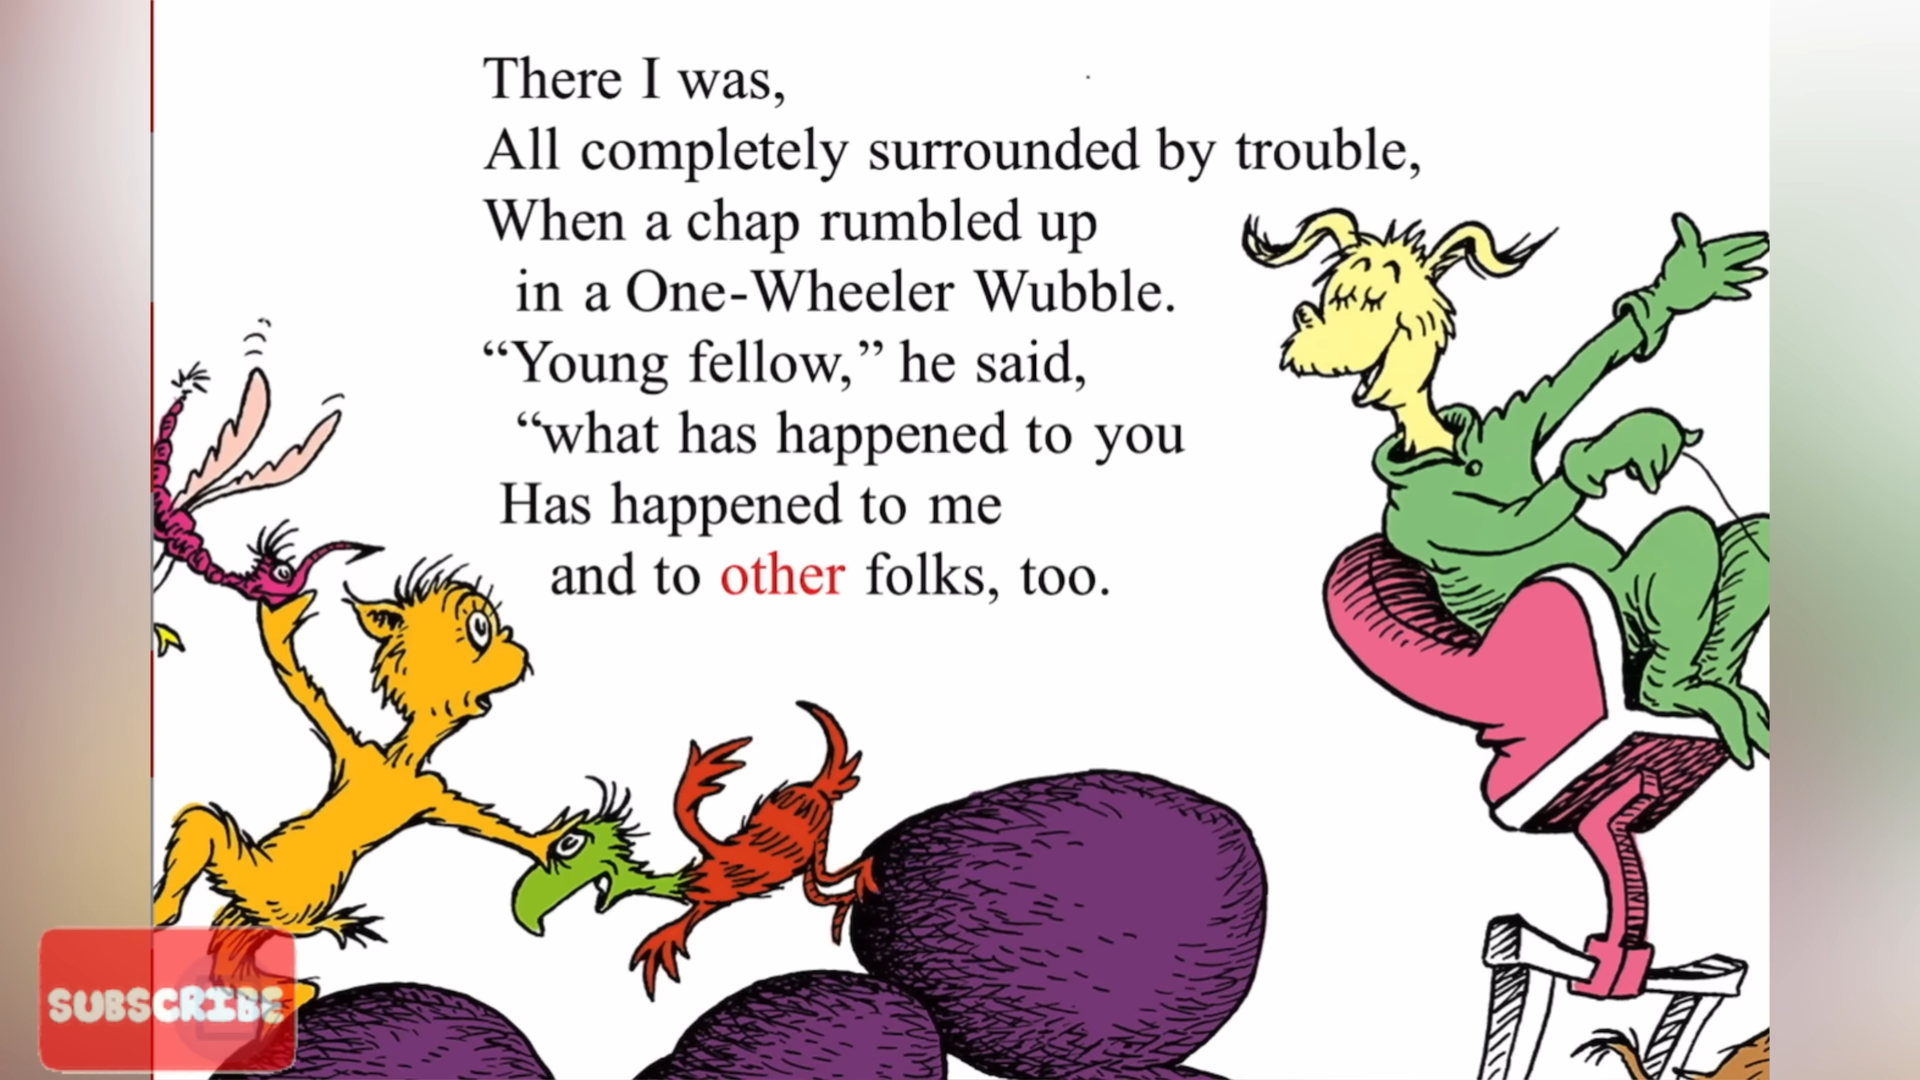 There I was,
All completely surrounded by trouble,
When a chap rumbled up
in a One-Wheeler Wubble.
“Young fellow,” he said,
“what has happened to you
Has happened to me
and to other folks, too.
SUBSCRIBE